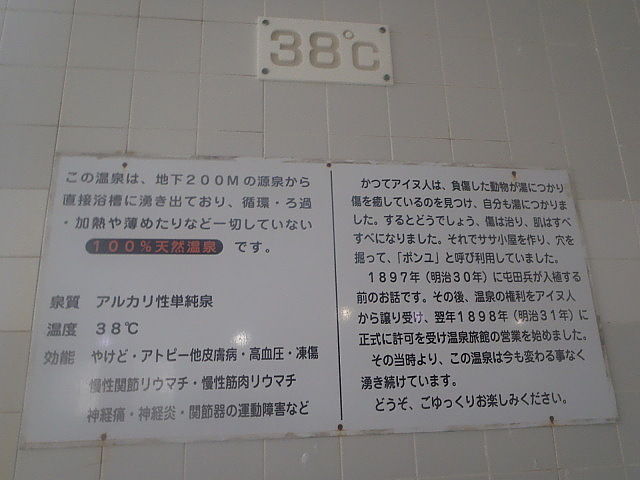 38℃
この温泉は、地下200Mの源泉から
直接浴槽に湧き出ており、循環・ろ過
・加熱や薄めたりなど一切していない
100%天然温泉 です。
泉質 アルカリ性単純泉
温度 38℃
効能 やけど・アトピー他皮膚病・高血圧・凍傷
慢性関節リウマチ・慢性筋肉リウマチ
神経痛・神経炎・関節器の運動障害など
かつてアイヌ人は、負傷した動物が湯につかり
傷を癒しているのを見つけ、自分も湯につかりま
した。するとどうでしょう、傷は治り、肌はすべ
すべになりました。それでササ小屋を作り、穴を
掘って、「ポンユ」と呼び利用していました。
1897年（明治30年）に屯田兵が入植する
前のお話です。その後、温泉の権利をアイヌ人
から譲り受け、翌年1898年（明治31年）に
正式に許可を受け温泉旅館の営業を始めました。
その当時より、この温泉は今も変わる事なく
湧き続けています。
どうぞ、ごゆっくりお楽しみください。